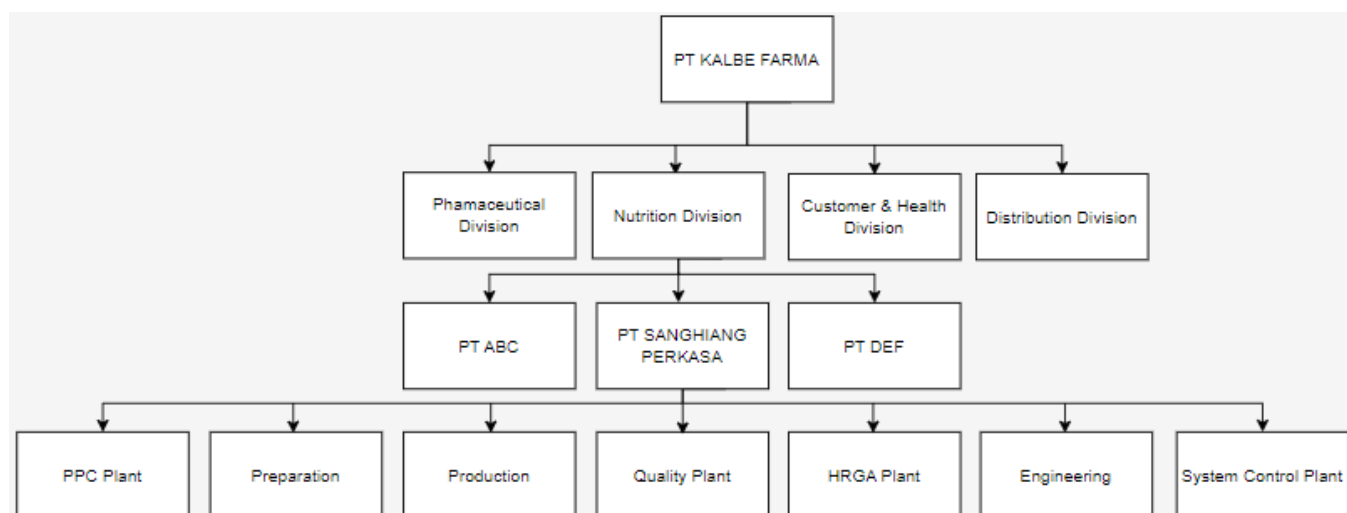 PT KALBE FARMA
Phamaceutical
Division
Nutrition Division
Customer & Health
Division
Distribution Division
PT ABC
PT SANGHIANG
PERKASA
PT DEF
PPC Plant
Preparation
Production
Quality Plant
HRGA Plant
Engineering
System Control Plant